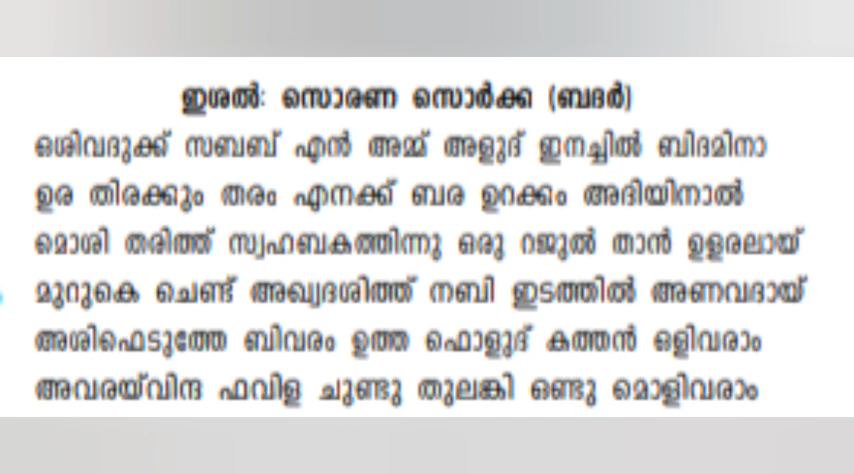 ഇശൽ: സൊരണ സൊർക്ക (ബദർ)
ഒശിവദുക്ക് സബബ് എൻ അമ്മ് അളുദ് ഇനച്ചിൽ ബിദമിനാ
ഉര തിരക്കും തരം എനക്ക് ബര ഉറക്കം അദിയിനാൽ
മൊശി തരിത്ത് സ്വഹബകത്തിന്നു ഒരു റജുൽ താൻ ഉളരലായ്
മുറുകെ ചെണ്ട് അഖ്വദശിത്ത് നബി ഇടത്തിൽ അണവദായ്
അശിഫെടുത്തേ ബിവരം ഉത്ത ഫൊളുദ് കത്തൻ ഒളിവരാം
അവരയ്‌വിന്ദ ഫവിള ചുണ്ടു തുലങ്കി ഒണ്ടു മൊളിവരാം